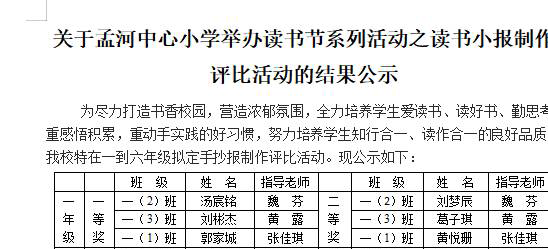 关于孟河中心小学举办读书节系列活动之读书小报制作
评比活动的结果公示
为尽力打造书香校园，营造浓郁氛围，全力培养学生爱读书、读好书、勤思考
重感悟积累，重动手实践的好习惯，努力培养学生知行合一、读作合一的良好品质
我校特在一到六年级拟定手抄报制作评比活动。现公示如下：
班 级 姓 名 指导老师 班 级 姓 名 指导老师
一年级 一等奖 一（2）班 汤宸铭 魏 芬 二等奖 一（2）班 刘梦辰 魏 芬
一（3）班 刘彬杰 黄 露 一（3）班 葛子琪 黄 露
一（1）班 郭家城 张佳琪 一（1）班 黄悦珊 张佳琪